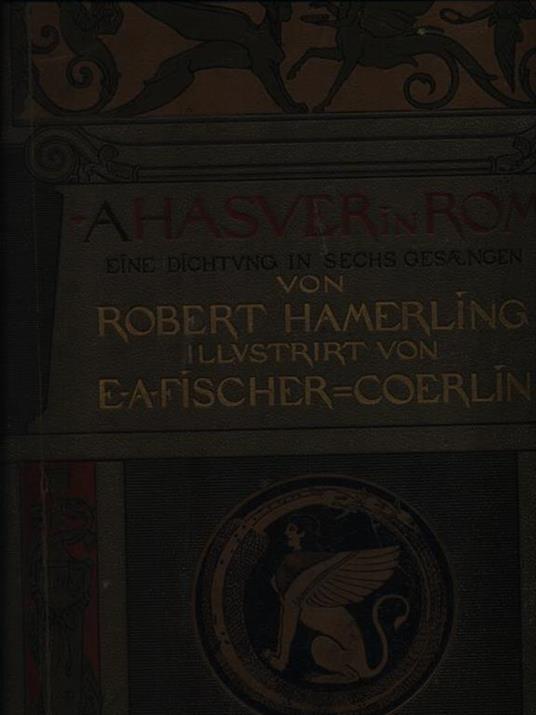 AHASVER IN ROM
EINE DICHTVNG IN SECHS GESÆNGEN
VON
ROBERT HAMERLING
ILLVSTRIRT VON
E-A-FISCHER=COERLIN